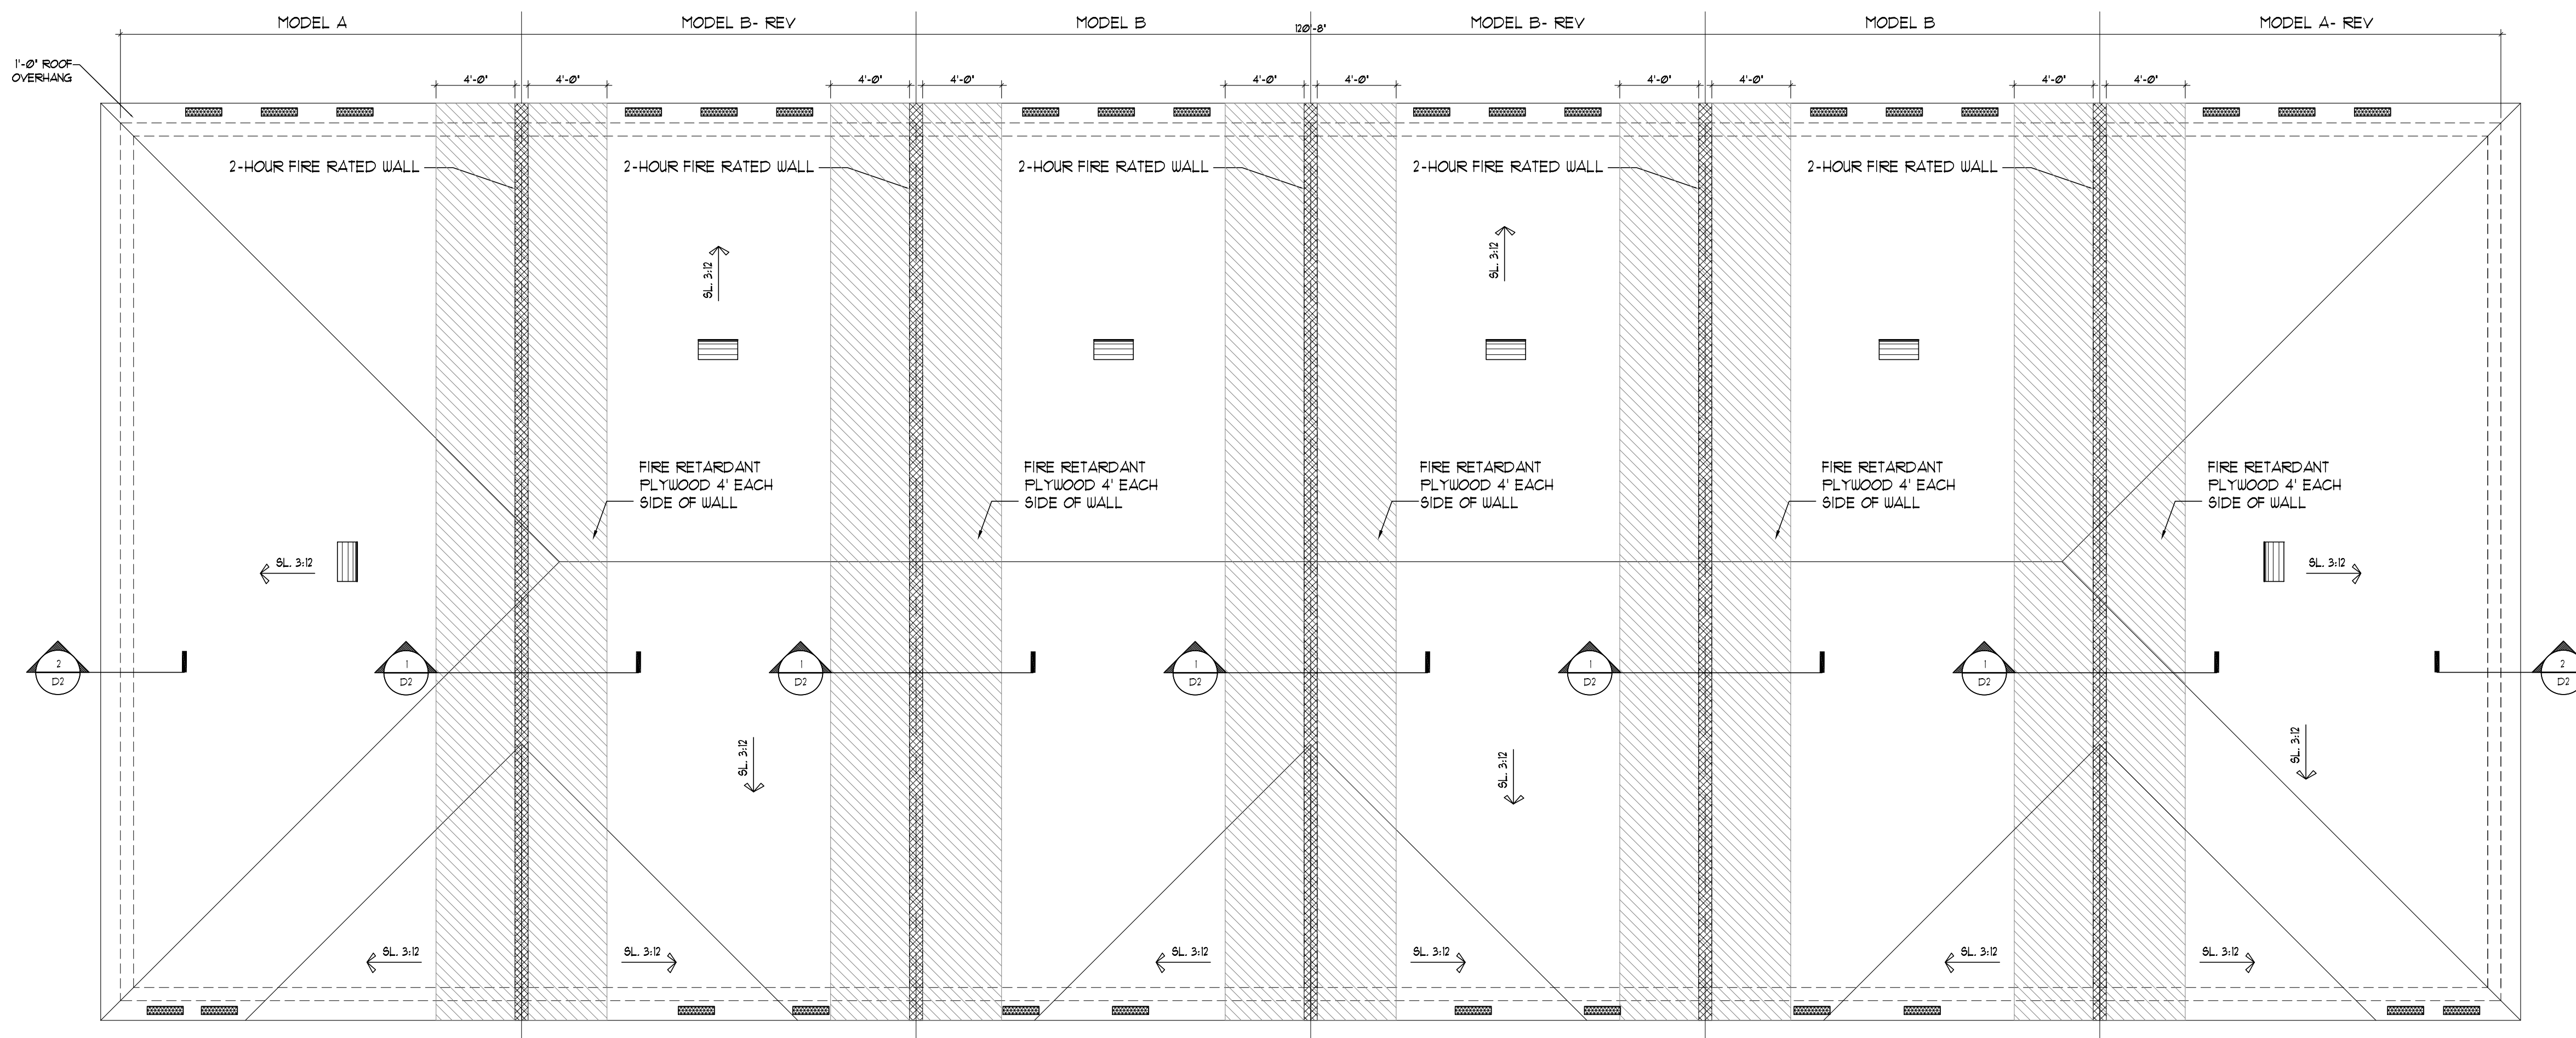 MODEL A
MODEL B- REV
MODEL B
MODEL B- REV
MODEL B
MODEL A- REV
120'-8"
1'-0" ROOF
OVERHANG
4'-0"
4'-0"
4'-0"
4'-0"
4'-0"
4'-0"
4'-0"
4'-0"
4'-0"
4'-0"
2-HOUR FIRE RATED WALL
2-HOUR FIRE RATED WALL
2-HOUR FIRE RATED WALL
2-HOUR FIRE RATED WALL
2-HOUR FIRE RATED WALL
SL. 3:12
SL. 3:12
FIRE RETARDANT
PLYWOOD 4' EACH
SIDE OF WALL
FIRE RETARDANT
PLYWOOD 4' EACH
SIDE OF WALL
FIRE RETARDANT
PLYWOOD 4' EACH
SIDE OF WALL
FIRE RETARDANT
PLYWOOD 4' EACH
SIDE OF WALL
FIRE RETARDANT
PLYWOOD 4' EACH
SIDE OF WALL
SL. 3:12
SL. 3:12
2
D2
1
D2
1
D2
1
D2
1
D2
1
D2
2
D2
SL. 3:12
SL. 3:12
SL. 3:12
SL. 3:12
SL. 3:12
SL. 3:12
SL. 3:12
SL. 3:12
SL. 3:12